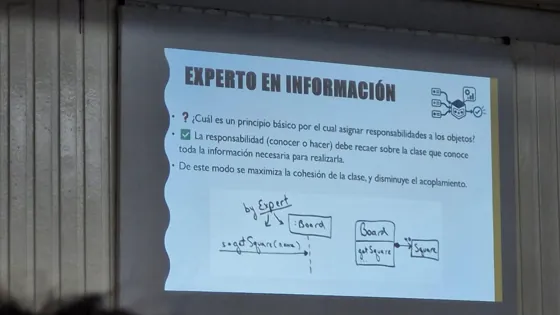 EXPERTO EN INFORMACIÓN
• ❓ ¿Cuál es un principio básico por el cual asignar responsabilidades a los objetos?
• ✅ La responsabilidad (conocer o hacer) debe recaer sobre la clase que conoce
toda la información necesaria para realizarla.
• De este modo se maximiza la cohesión de la clase, y disminuye el acoplamiento.
by Expert
:Board
s=getSquare(name)
Board
getSquare
Square